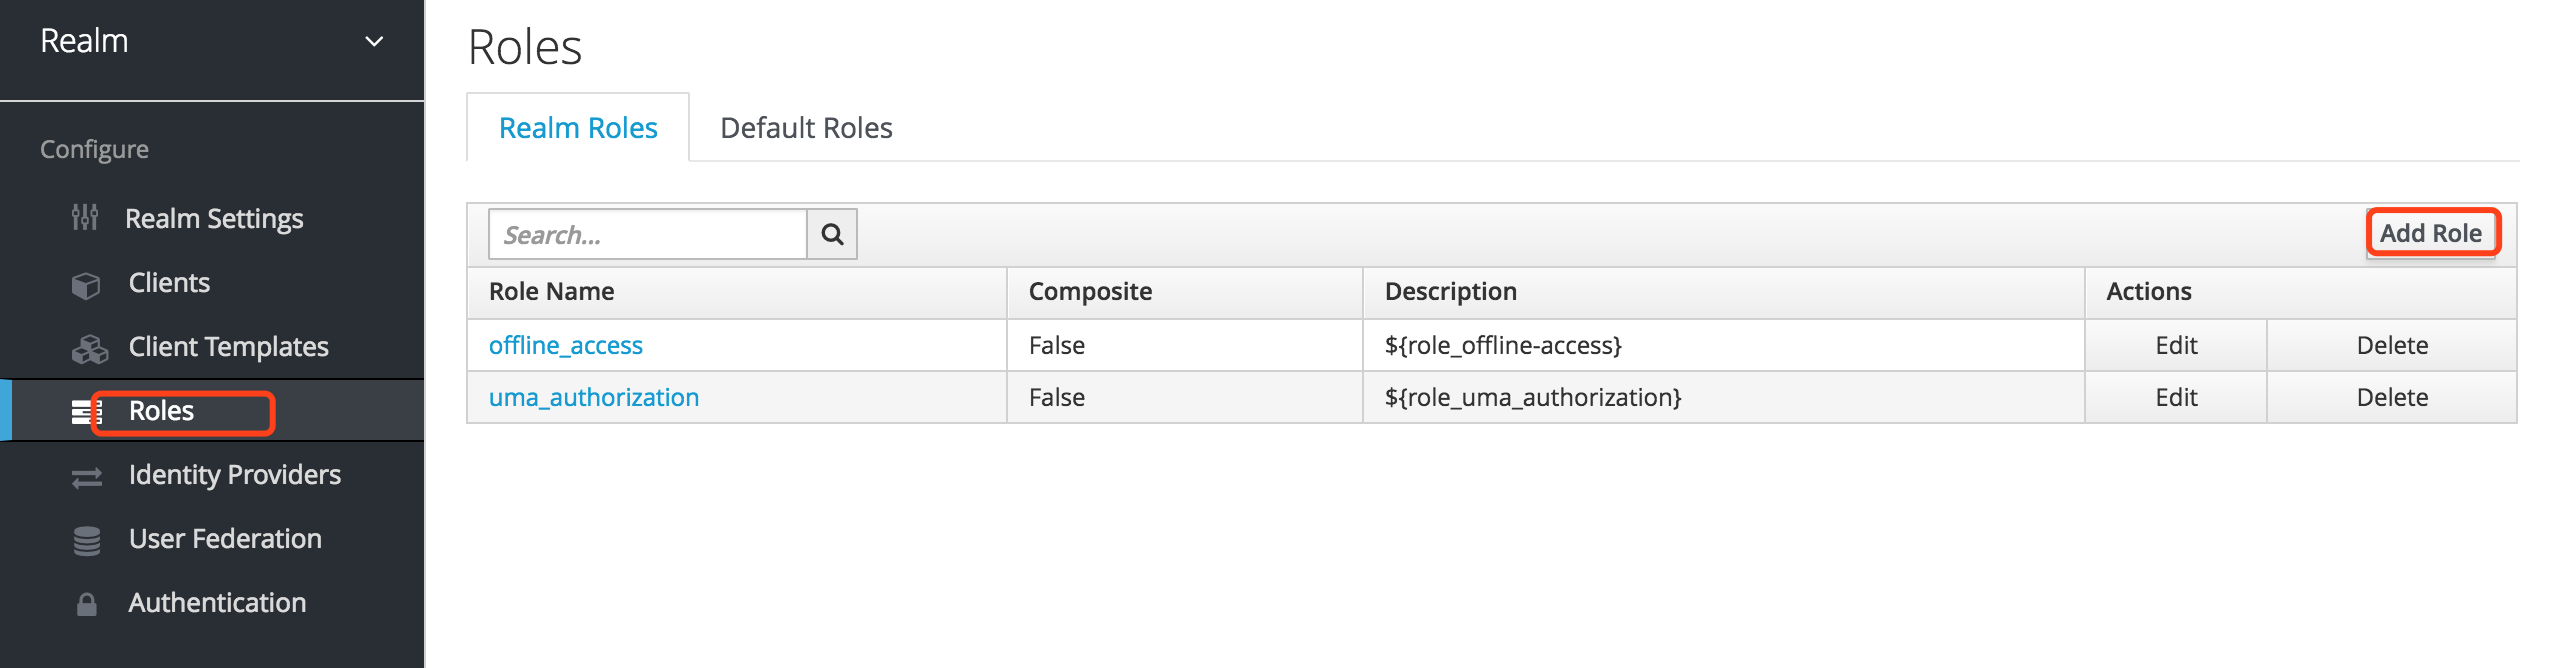 Realm
Configure
Realm Settings
Clients
Client Templates
Roles
Identity Providers
User Federation
Authentication
Roles
Realm Roles Default Roles
Search... Add Role
Role Name Composite Description Actions
offline_access False ${role_offline-access} Edit Delete
uma_authorization False ${role_uma_authorization} Edit Delete